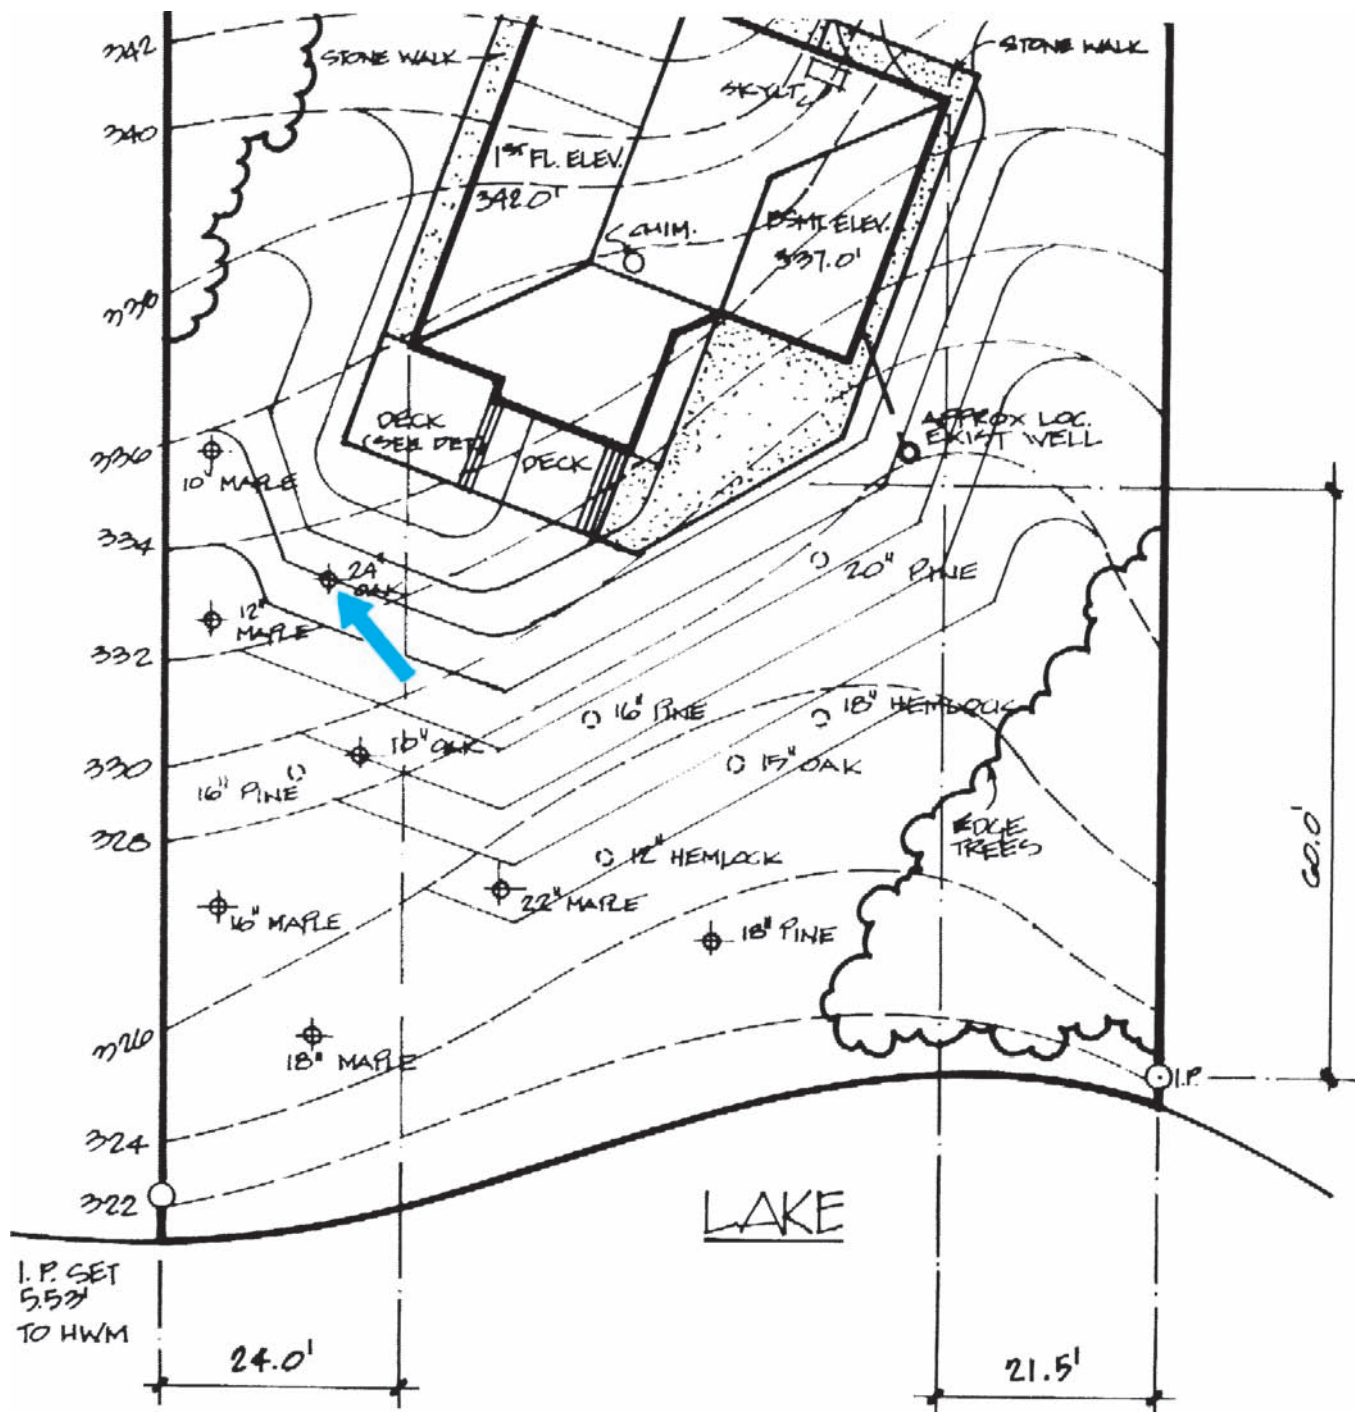 342
STONE WALK
STONE WALK
SKYLT
340
1ST FL. ELEV.
342.0'
CHIM.
BSMT. ELEV.
337.0'
338
DECK
(SEE DET)
DECK
APPROX LOC.
EXIST WELL
336
10" MAPLE
334
24"
OAK
20" PINE
12"
MAPLE
332
16" PINE
18" HEMLOCK
OAK
15" OAK
330
16" PINE
328
EDGE
TREES
60.0'
12" HEMLOCK
22" MAPLE
16" MAPLE
18" PINE
326
18" MAPLE
I.P.
324
322
LAKE
I.P. SET
5.53'
TO HWM
24.0'
21.5'